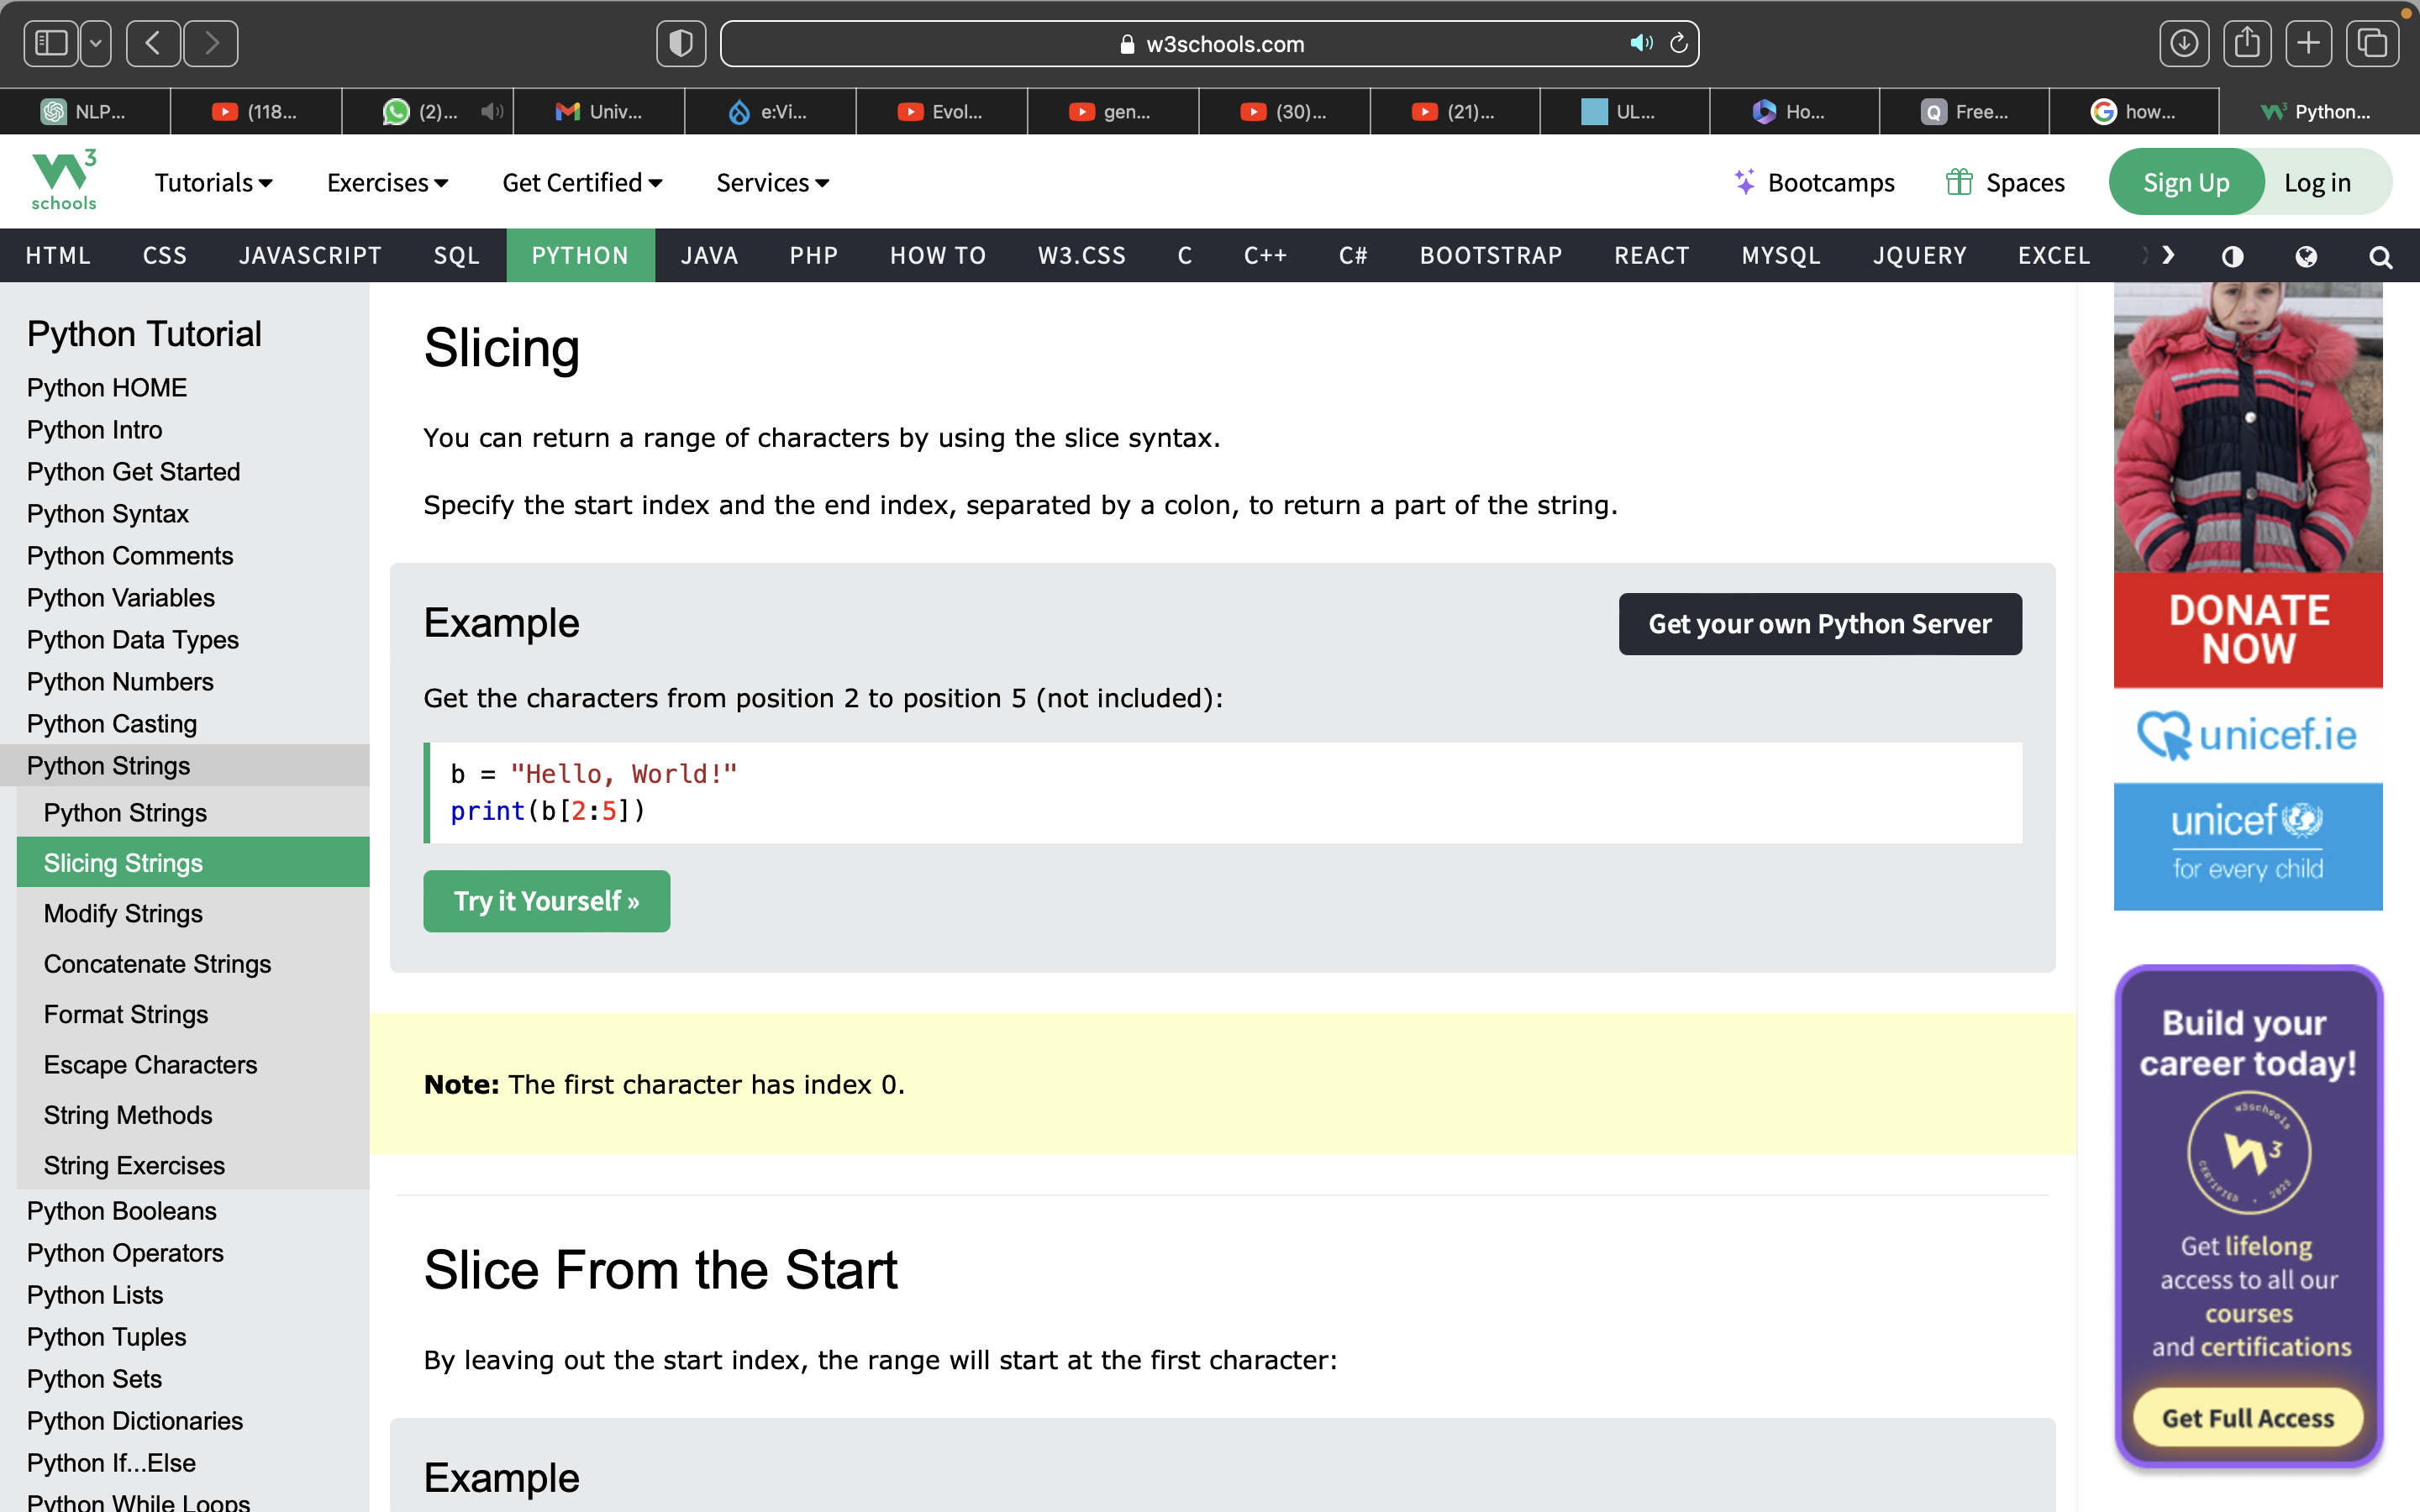 w3schools.com
NLP...
(118...
(2)...
Univ...
e:Vi...
Evol...
gen...
(30)...
(21)...
UL...
Ho...
Q Free...
how...
Python...
W3 schools
Tutorials
Exercises
Get Certified
Services
Bootcamps
Spaces
Sign Up
Log in
HTML CSS JAVASCRIPT SQL PYTHON JAVA PHP HOW TO W3.CSS C C++ C# BOOTSTRAP REACT MYSQL JQUERY EXCEL
Python Tutorial
Python HOME
Python Intro
Python Get Started
Python Syntax
Python Comments
Python Variables
Python Data Types
Python Numbers
Python Casting
Python Strings
Python Strings
Slicing Strings
Modify Strings
Concatenate Strings
Format Strings
Escape Characters
String Methods
String Exercises
Python Booleans
Python Operators
Python Lists
Python Tuples
Python Sets
Python Dictionaries
Python If...Else
Python While Loops
Slicing
You can return a range of characters by using the slice syntax.
Specify the start index and the end index, separated by a colon, to return a part of the string.
Example
Get your own Python Server
Get the characters from position 2 to position 5 (not included):
b = "Hello, World!"
print(b[2:5])
Try it Yourself »
Note: The first character has index 0.
Slice From the Start
By leaving out the start index, the range will start at the first character:
Example
DONATE
NOW
unicef.ie
unicef
for every child
Build your
career today!
w3schools
W3
CERTIFIED . 2023
Get lifelong
access to all our
courses
and certifications
Get Full Access